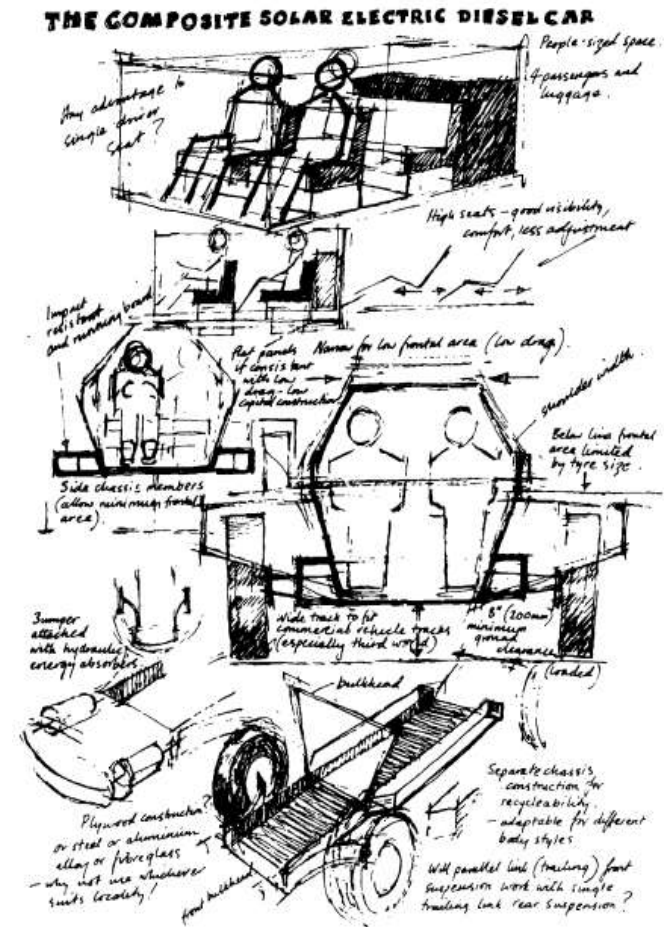 THE COMPOSITE SOLAR ELECTRIC DIESEL CAR
People-sized space.
4 passengers and
luggage.
Any advantage to
single driver
seat?
High seats - good visibility,
comfort, less adjustment
Impact
resistant
and running board
Flat panels
if consistent
with low
drag - low
capital construction
Narrow for low frontal area (low drag).
shoulder width.
Below line frontal
area limited
by tyre size.
Side chassis members
(allow minimum frontal
area).
Wide track to fit
commercial vehicle tracks
(especially third world)
8" (200mm)
minimum
ground
clearance
(loaded)
Bumper
attached
with hydraulic
energy absorbers
bulkhead
Plywood construction?
or steel or aluminium
alloy or fibreglass
- why not use whichever
suits locality!
front bulkhead
Separate chassis
construction for
recycleability.
- adaptable for different
body styles
Will parallel link (trailing) front
suspension work with single
trailing link rear suspension?